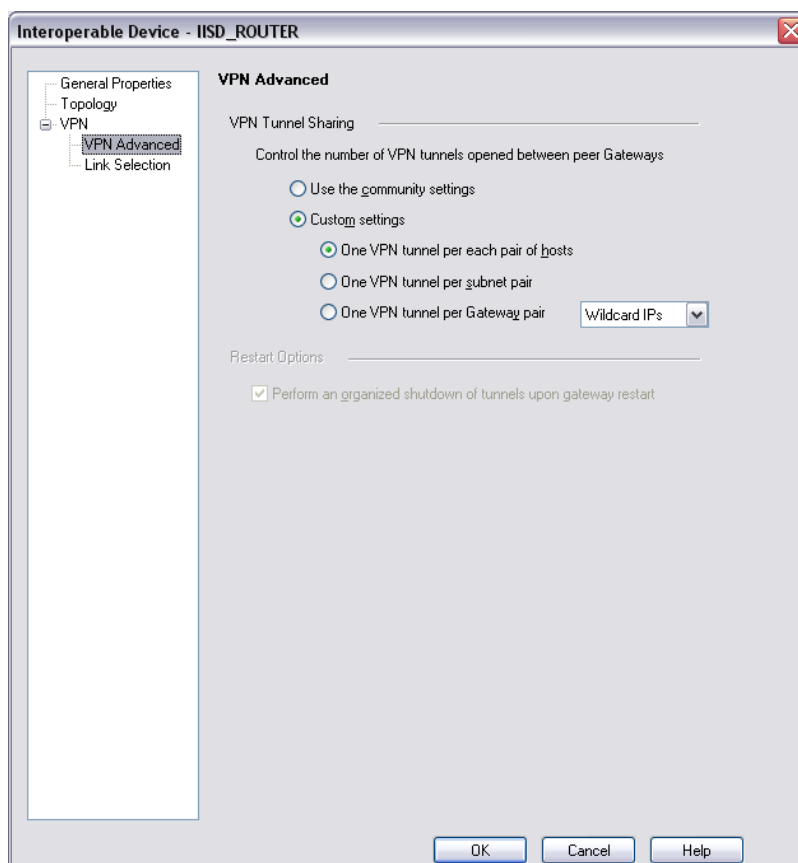 Interoperable Device - IISD_ROUTER
General Properties
Topology
VPN
VPN Advanced
Link Selection
VPN Advanced
VPN Tunnel Sharing
Control the number of VPN tunnels opened between peer Gateways
Use the community settings
Custom settings
One VPN tunnel per each pair of hosts
One VPN tunnel per subnet pair
One VPN tunnel per Gateway pair
Wildcard IPs
Restart Options
Perform an organized shutdown of tunnels upon gateway restart
OK
Cancel
Help